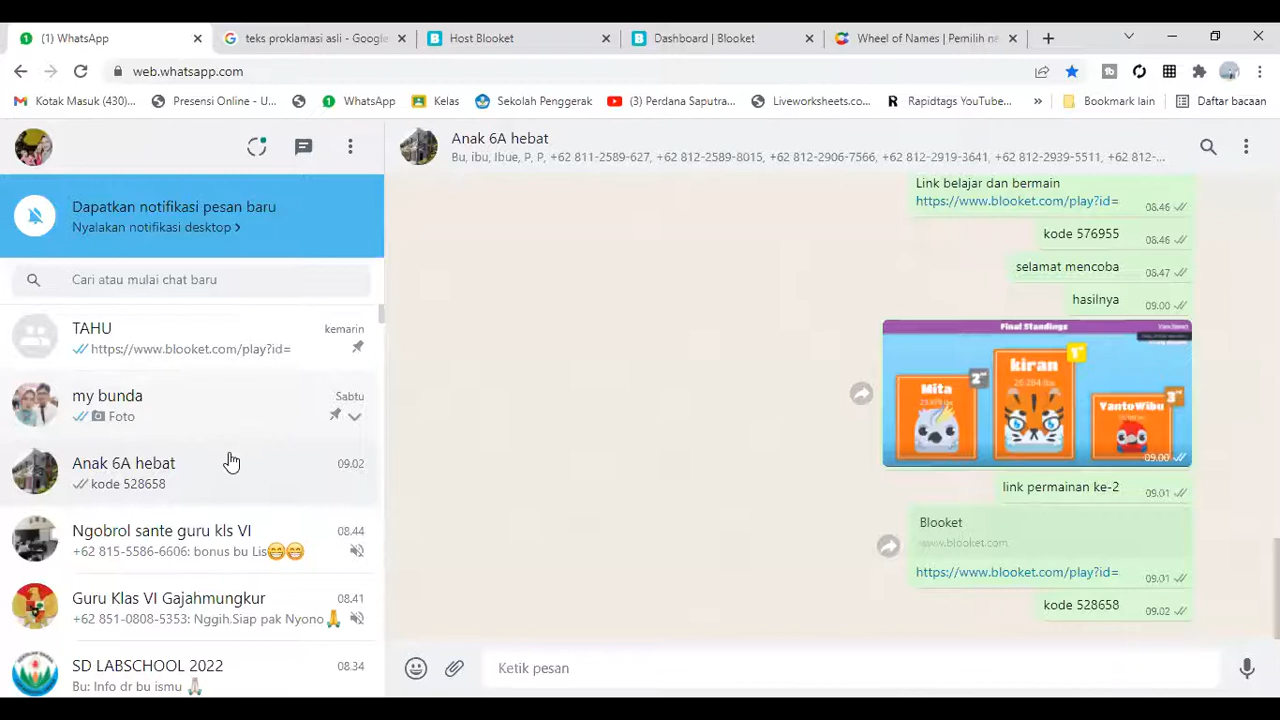 (1) WhatsApp
teks proklamasi asli - Google
Host Blooket
Dashboard | Blooket
Wheel of Names | Pemilih na
web.whatsapp.com
Kotak Masuk (430)...
Presensi Online - U...
WhatsApp
Kelas
Sekolah Penggerak
(3) Perdana Saputra...
Liveworksheets.co...
Rapidtags YouTube...
»
Bookmark lain
Daftar bacaan
Dapatkan notifikasi pesan baru
Nyalakan notifikasi desktop
Cari atau mulai chat baru
TAHU
kemarin
https://www.blooket.com/play?id=
my bunda
Sabtu
Foto
Anak 6A hebat
09.02
kode 528658
Ngobrol sante guru kls VI
08.44
+62 815-5586-6606: bonus bu Lis😁😁
Guru Klas VI Gajahmungkur
08.41
+62 851-0808-5353: Nggih.Siap pak Nyono🙏
SD LABSCHOOL 2022
08.34
Bu: Info dr bu ismu 🙏🏻
Anak 6A hebat
Bu, ibu, Ibue, P, P, +62 811-2589-627, +62 812-2589-8015, +62 812-2906-7566, +62 812-2919-3641, +62 812-2939-5511, +62 812-...
Link belajar dan bermain
https://www.blooket.com/play?id=
08.46
kode 576955
08.46
selamat mencoba
08.47
hasilnya
09.00
Final Standings
Mita
2nd
kiran
1st
YantoWibu
3rd
09.00
link permainan ke-2
09.01
Blooket
www.blooket.com
https://www.blooket.com/play?id=
09.01
kode 528658
09.02
Ketik pesan